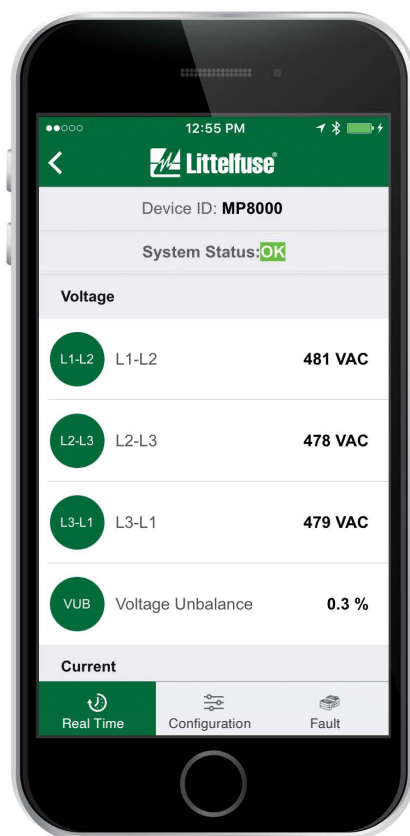 12:55 PM
Littelfuse®
Device ID: MP8000
System Status:OK
Voltage
L1-L2 L1-L2 481 VAC
L2-L3 L2-L3 478 VAC
L3-L1 L3-L1 479 VAC
VUB Voltage Unbalance 0.3 %
Current
Real Time Configuration Fault